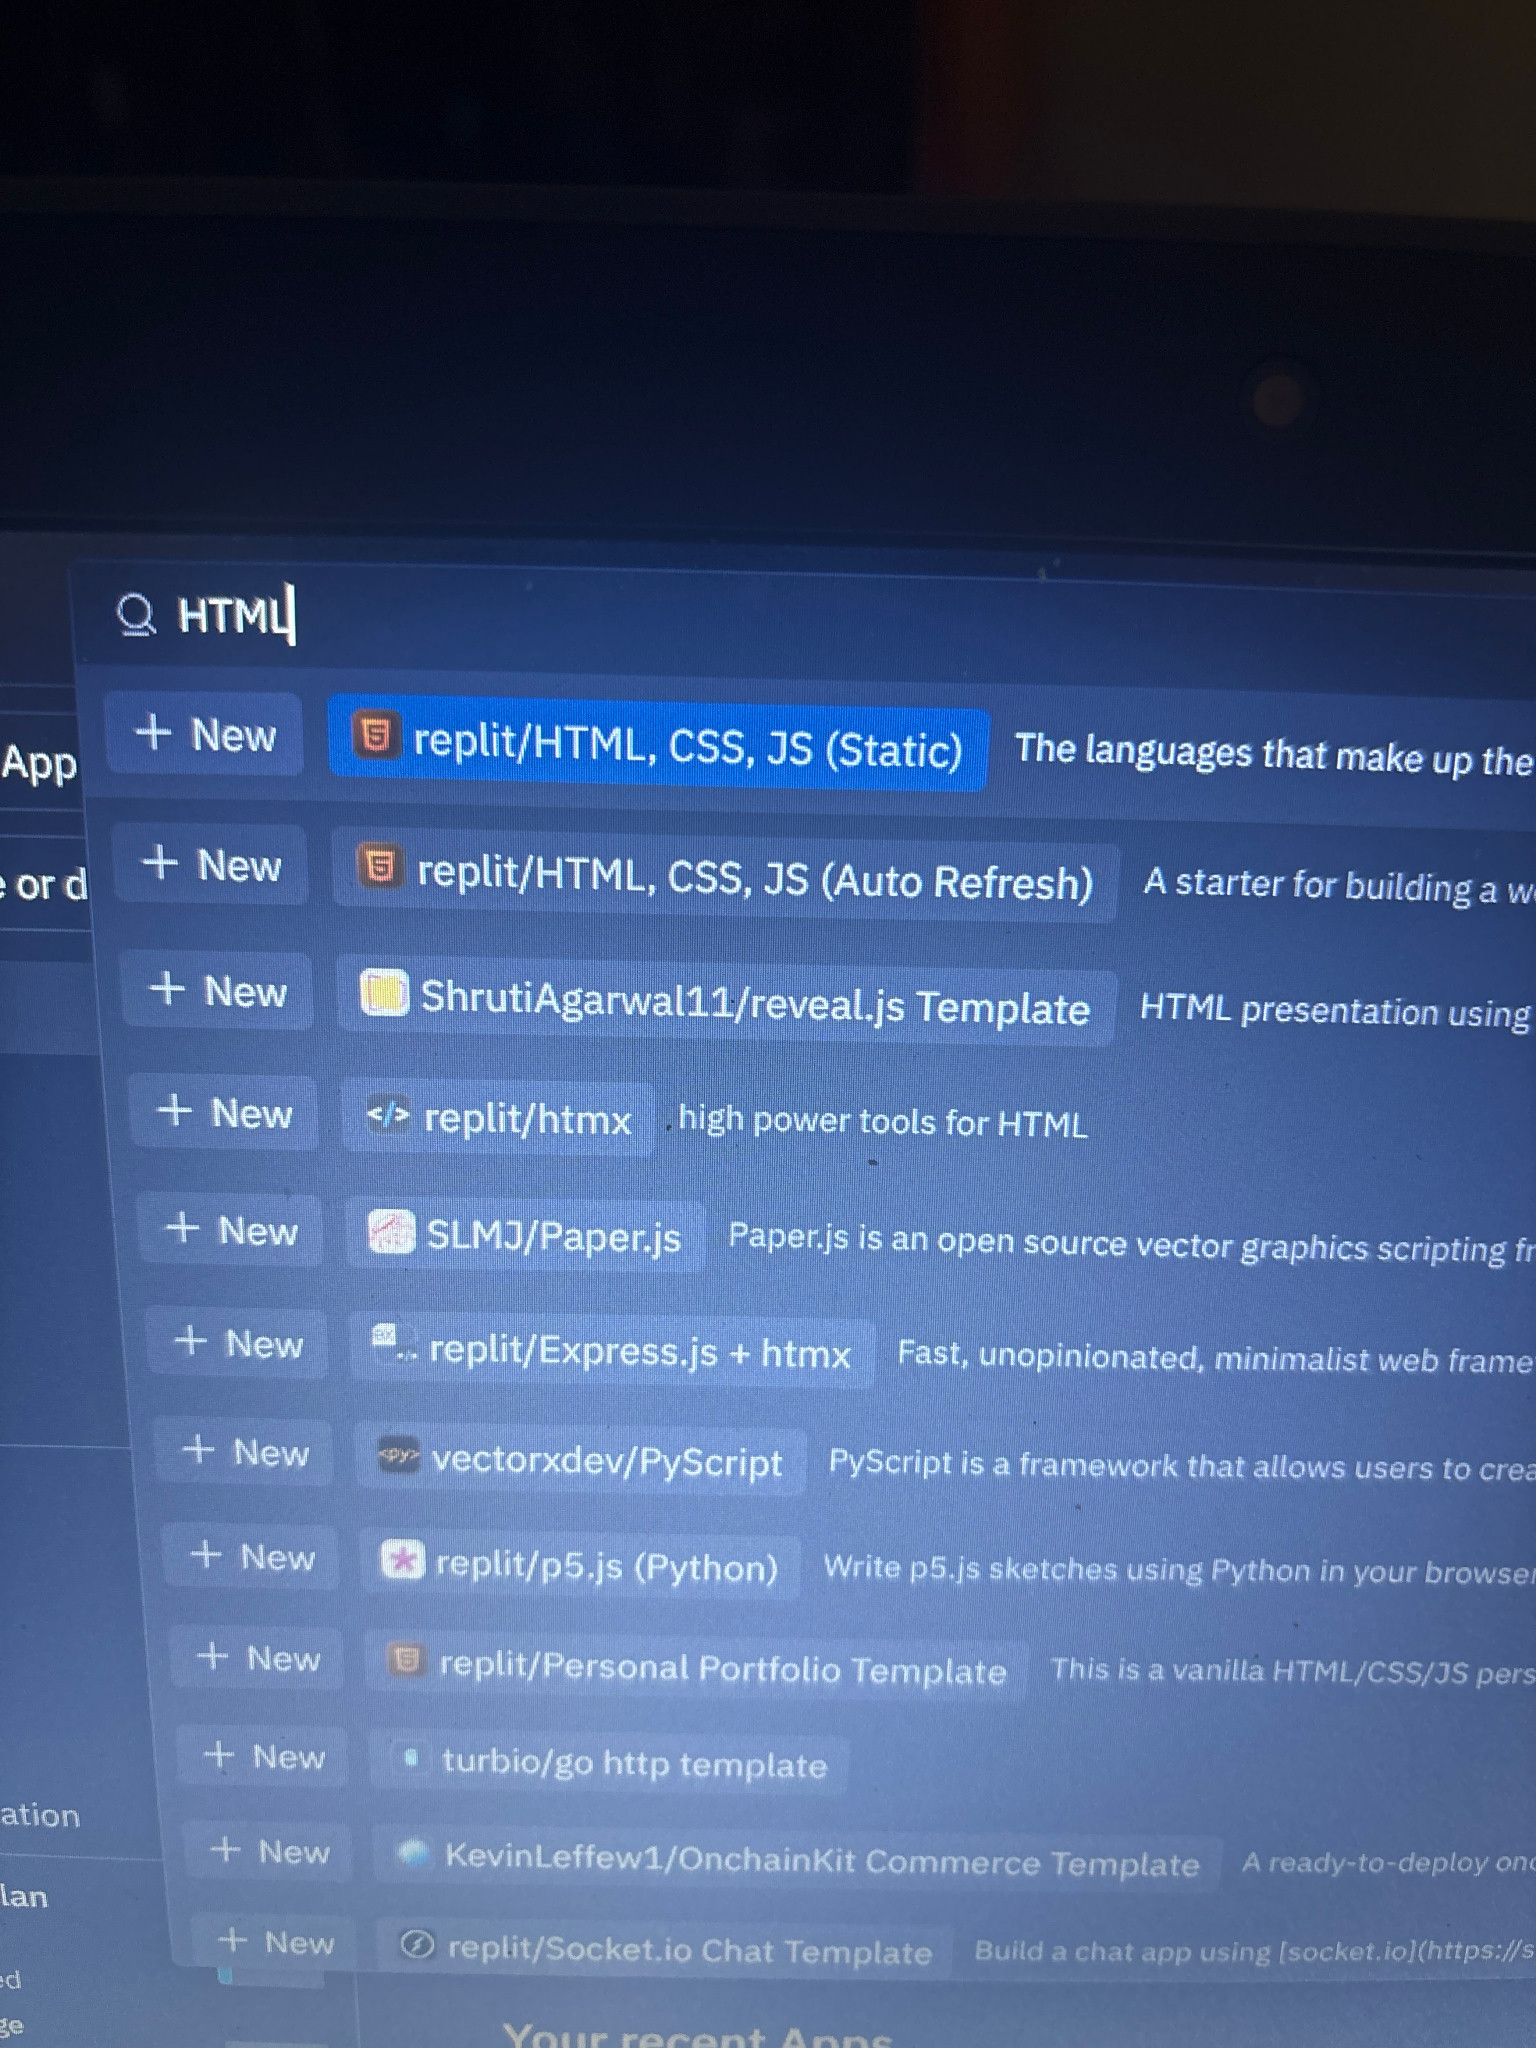 HTML
+ New replit/HTML, CSS, JS (Static) The languages that make up the
App
+ New replit/HTML, CSS, JS (Auto Refresh) A starter for building a
or d
+ New ShrutiAgarwal11/reveal.js Template HTML presentation using
+ New </> replit/htmx high power tools for HTML
+ New SLMJ/Paper.js Paper.js is an open source vector graphics scripting
+ New replit/Express.js + htmx Fast, unopinionated, minimalist web frame
+ New <py> vectorxdev/PyScript PyScript is a framework that allows users to crea
+ New replit/p5.js (Python) Write p5.js sketches using Python in your browser
+ New replit/Personal Portfolio Template This is a vanilla HTML/CSS/JS pers
+ New turbio/go http template
ation
+ New KevinLeffew1/OnchainKit Commerce Template A ready-to-deploy onc
lan
+ New replit/Socket.io Chat Template Build a chat app using [socket.io](https://s
ed
ge
Your recent Apps